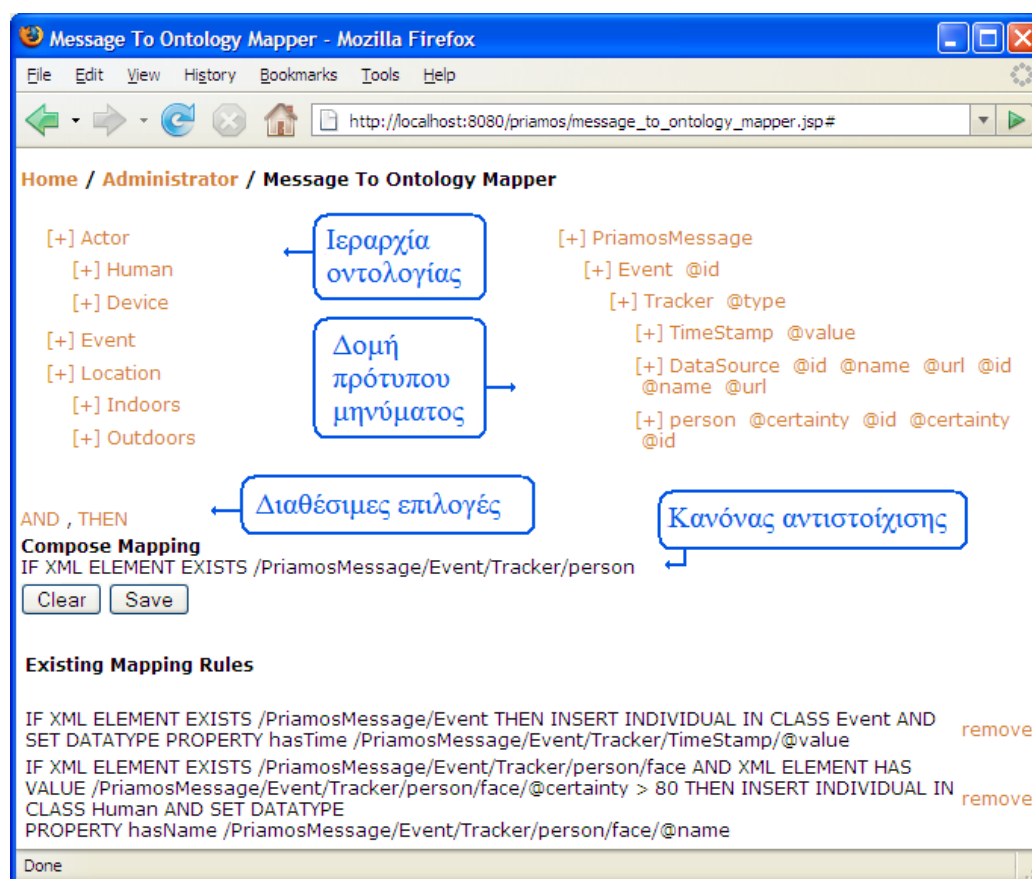 Message To Ontology Mapper - Mozilla Firefox
File Edit View History Bookmarks Tools Help
http://localhost:8080/priamos/message_to_ontology_mapper.jsp#
Home / Administrator / Message To Ontology Mapper
[+] Actor
[+] Human
[+] Device
[+] Event
[+] Location
[+] Indoors
[+] Outdoors
Ιεραρχία
οντολογίας
Δομή
πρότυπου
μηνύματος
[+] PriamosMessage
[+] Event @id
[+] Tracker @type
[+] TimeStamp @value
[+] DataSource @id @name @url @id
@name @url
[+] person @certainty @id @certainty
@id
Διαθέσιμες επιλογές
Κανόνας αντιστοίχισης
AND , THEN
Compose Mapping
IF XML ELEMENT EXISTS /PriamosMessage/Event/Tracker/person
Clear Save
Existing Mapping Rules
IF XML ELEMENT EXISTS /PriamosMessage/Event THEN INSERT INDIVIDUAL IN CLASS Event AND
SET DATATYPE PROPERTY hasTime /PriamosMessage/Event/Tracker/TimeStamp/@value
remove
IF XML ELEMENT EXISTS /PriamosMessage/Event/Tracker/person/face AND XML ELEMENT HAS
VALUE /PriamosMessage/Event/Tracker/person/face/@certainty > 80 THEN INSERT INDIVIDUAL IN
CLASS Human AND SET DATATYPE
PROPERTY hasName /PriamosMessage/Event/Tracker/person/face/@name
remove
Done